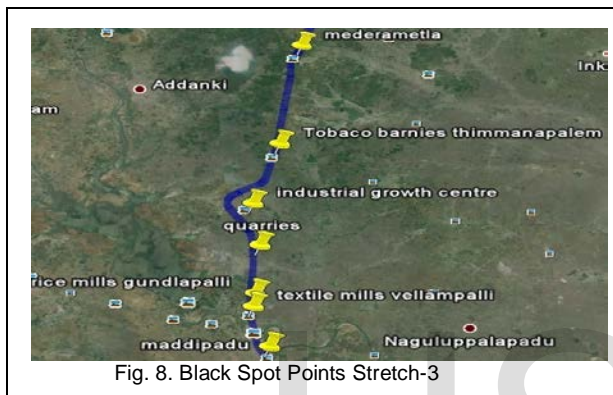 mederametla
Addanki
Ink
am
Tobaco barnies thimmanapalem
industrial growth centre
quarries
rice mills gundlapalli
textile mills vellampalli
maddipadu
Naguluppalapadu
Fig. 8. Black Spot Points Stretch-3